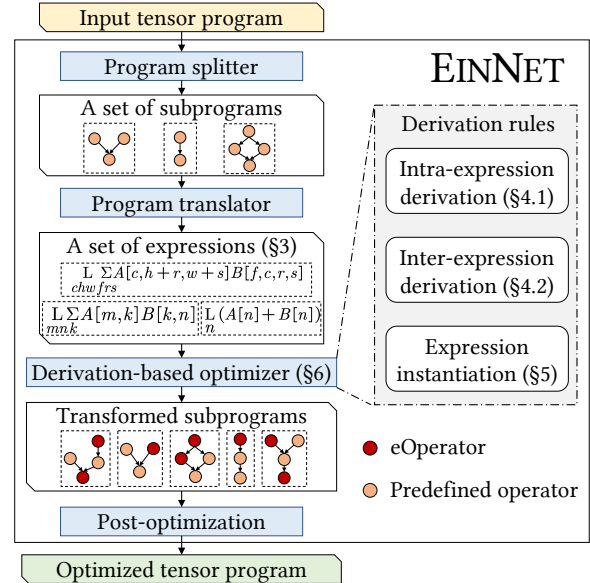 Input tensor program
EINNET
Program splitter
A set of subprograms
Program translator
A set of expressions (§3)
L Σ A[c, h + r, w + s]B[f, c, r, s]
chwfrs
L Σ A[m, k]B[k, n]
mnk
L (A[n] + B[n])
n
Derivation-based optimizer (§6)
Transformed subprograms
Post-optimization
Optimized tensor program
Derivation rules
Intra-expression
derivation (§4.1)
Inter-expression
derivation (§4.2)
Expression
instantiation (§5)
eOperator
Predefined operator